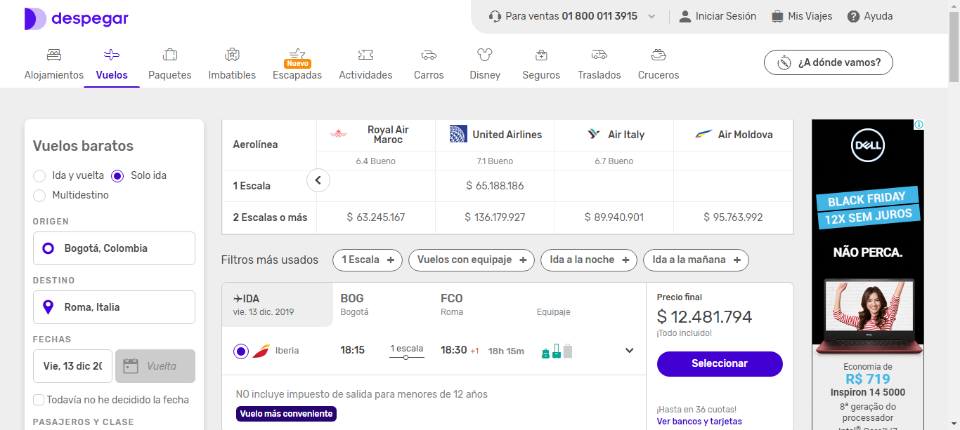 despegar
Para ventas 01 800 011 3915
Iniciar Sesión
Mis Viajes
Ayuda
Alojamientos
Vuelos
Paquetes
Imbatibles
Nuevo
Escapadas
Actividades
Carros
Disney
Seguros
Traslados
Cruceros
¿A dónde vamos?
Vuelos baratos
Ida y vuelta
Solo ida
Multidestino
ORIGEN
Bogotá, Colombia
DESTINO
Roma, Italia
FECHAS
Vie, 13 dic 20
Vuelta
Todavía no he decidido la fecha
PASAJEROS Y CLASE
Aerolínea
Royal Air Maroc
United Airlines
Air Italy
Air Moldova
6.4 Bueno
7.1 Bueno
6.7 Bueno
1 Escala
$ 65.188.186
2 Escalas o más
$ 63.245.167
$ 136.179.927
$ 89.940.901
$ 95.763.992
Filtros más usados
1 Escala +
Vuelos con equipaje +
Ida a la noche +
Ida a la mañana +
IDA
vie. 13 dic. 2019
BOG
Bogotá
FCO
Roma
Equipaje
Iberia
18:15
1 escala
18:30 +1
18h 15m
NO incluye impuesto de salida para menores de 12 años
Vuelo más conveniente
Precio final
$ 12.481.794
¡Todo incluido!
Seleccionar
¡Hasta en 36 cuotas!
Ver bancos y tarjetas
DELL
BLACK FRIDAY
12X SEM JUROS
NÃO PERCA.
Economia de
R$ 719
Inspiron 14 5000
8ª geração do
processador